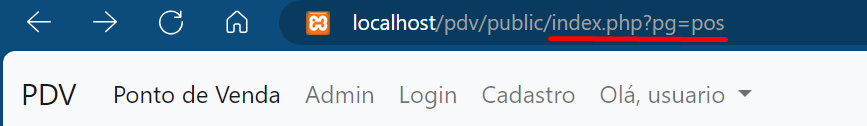 localhost/pdv/public/index.php?pg=pos
PDV Ponto de Venda Admin Login Cadastro Olá, usuario